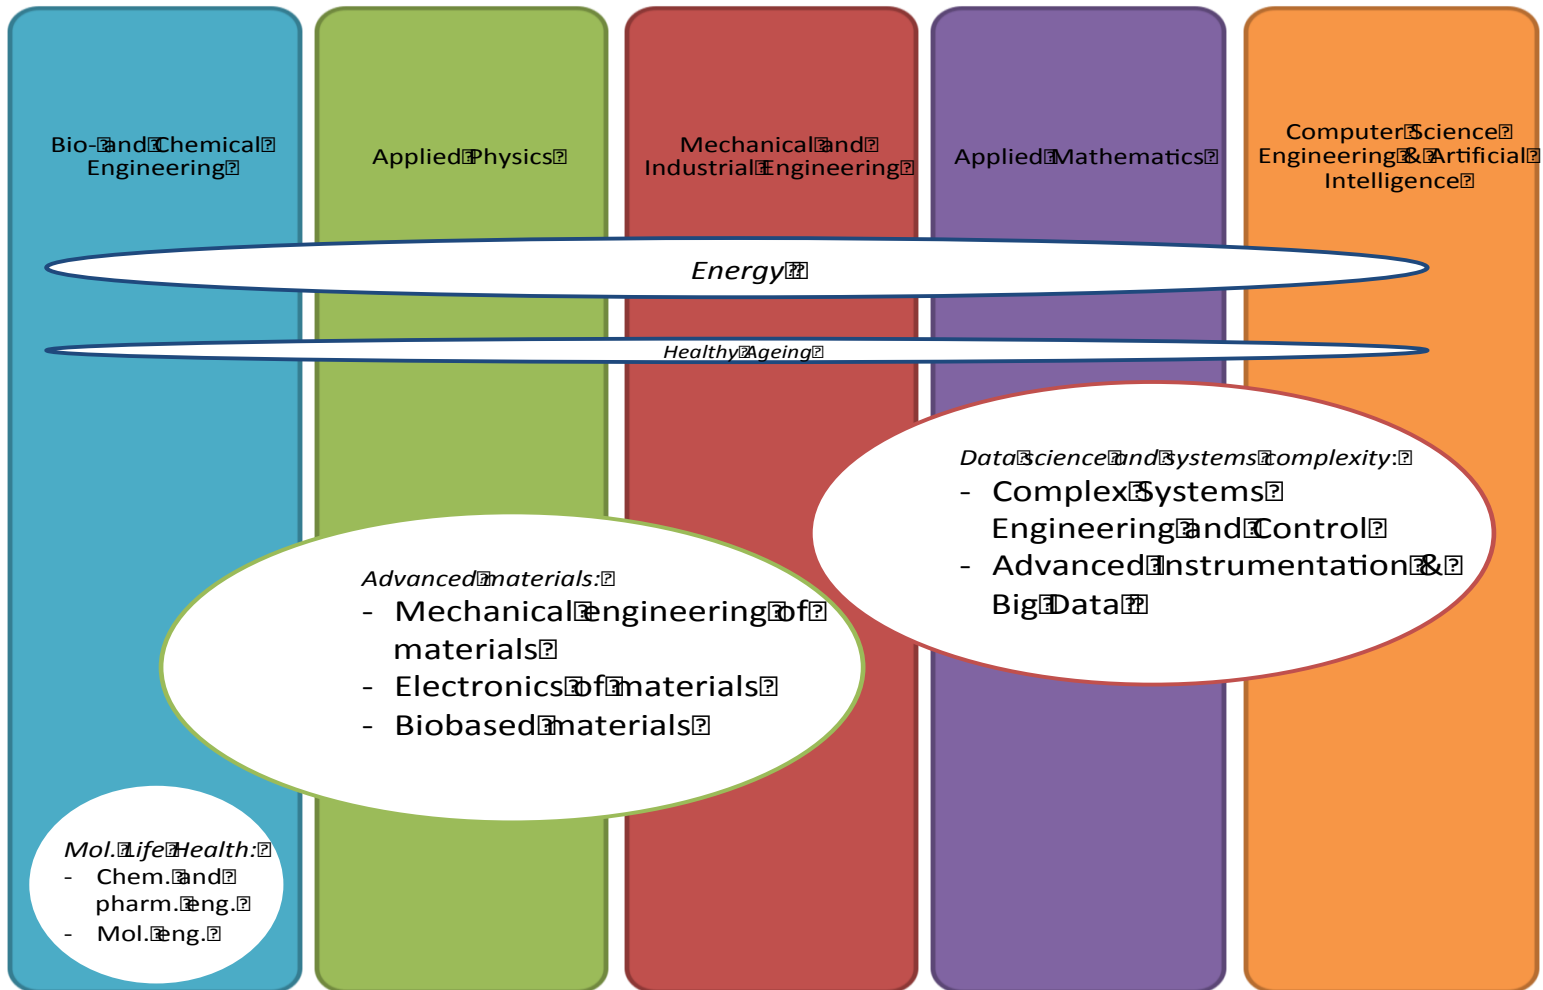 Bio- and Chemical
Engineering
Applied Physics
Mechanical and
Industrial Engineering
Applied Mathematics
Computer Science
Engineering & Artificial
Intelligence
Energy
Healthy Ageing
Data science and systems complexity:
- Complex Systems
Engineering and Control
- Advanced Instrumentation &
Big Data
Advanced materials:
- Mechanical engineering of
materials
- Electronics of materials
- Biobased materials
Mol. Life Health:
- Chem. and
pharm. eng.
- Mol. eng.